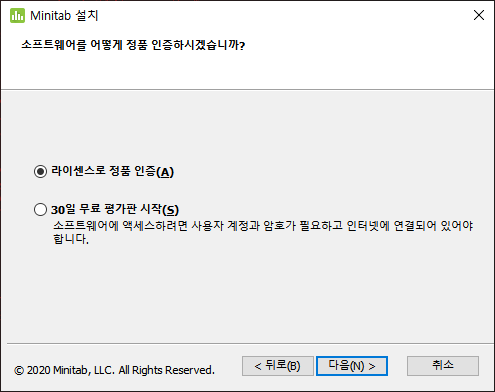 Minitab 설치
소프트웨어를 어떻게 정품 인증하시겠습니까?
라이센스로 정품 인증(A)
30일 무료 평가판 시작(S)
소프트웨어에 액세스하려면 사용자 계정과 암호가 필요하고 인터넷에 연결되어 있어야
합니다.
© 2020 Minitab, LLC. All Rights Reserved.
< 뒤로(B)
다음(N) >
취소